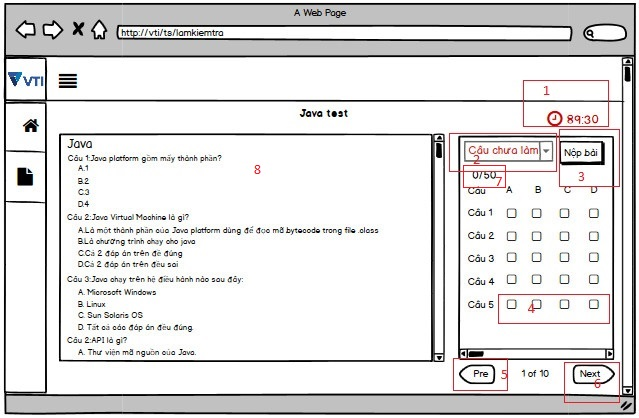 A Web Page
http://vti/ts/lamkiemtra
VTI
1
Java test
89:30
Java
Câu 1:Java platform gồm mấy thành phần?
A.1
B.2
C.3
D.4
Câu 2:Java Virtual Machine là gì?
A.Là một thành phần của Java platform dùng để đọc mã bytecode trong file .class
B.Là chương trình chạy cho java
C.Cả 2 đáp án trên đề đúng
D.Cả 2 đáp án trên đều sai
Câu 3:Java chạy trên hệ điều hành nào sau đây:
A. Microsoft Windows
B. Linux
C. Sun Solaris OS
D. Tất cả các đáp án đều đúng.
Câu 2:API là gì?
A. Thư viện mã nguồn của Java.
8
Câu chưa làm
2
Nộp bài
3
0/50
7
Câu A B C D
Câu 1
Câu 2
Câu 3
Câu 4
Câu 5
4
Pre 5 1 of 10 Next
6